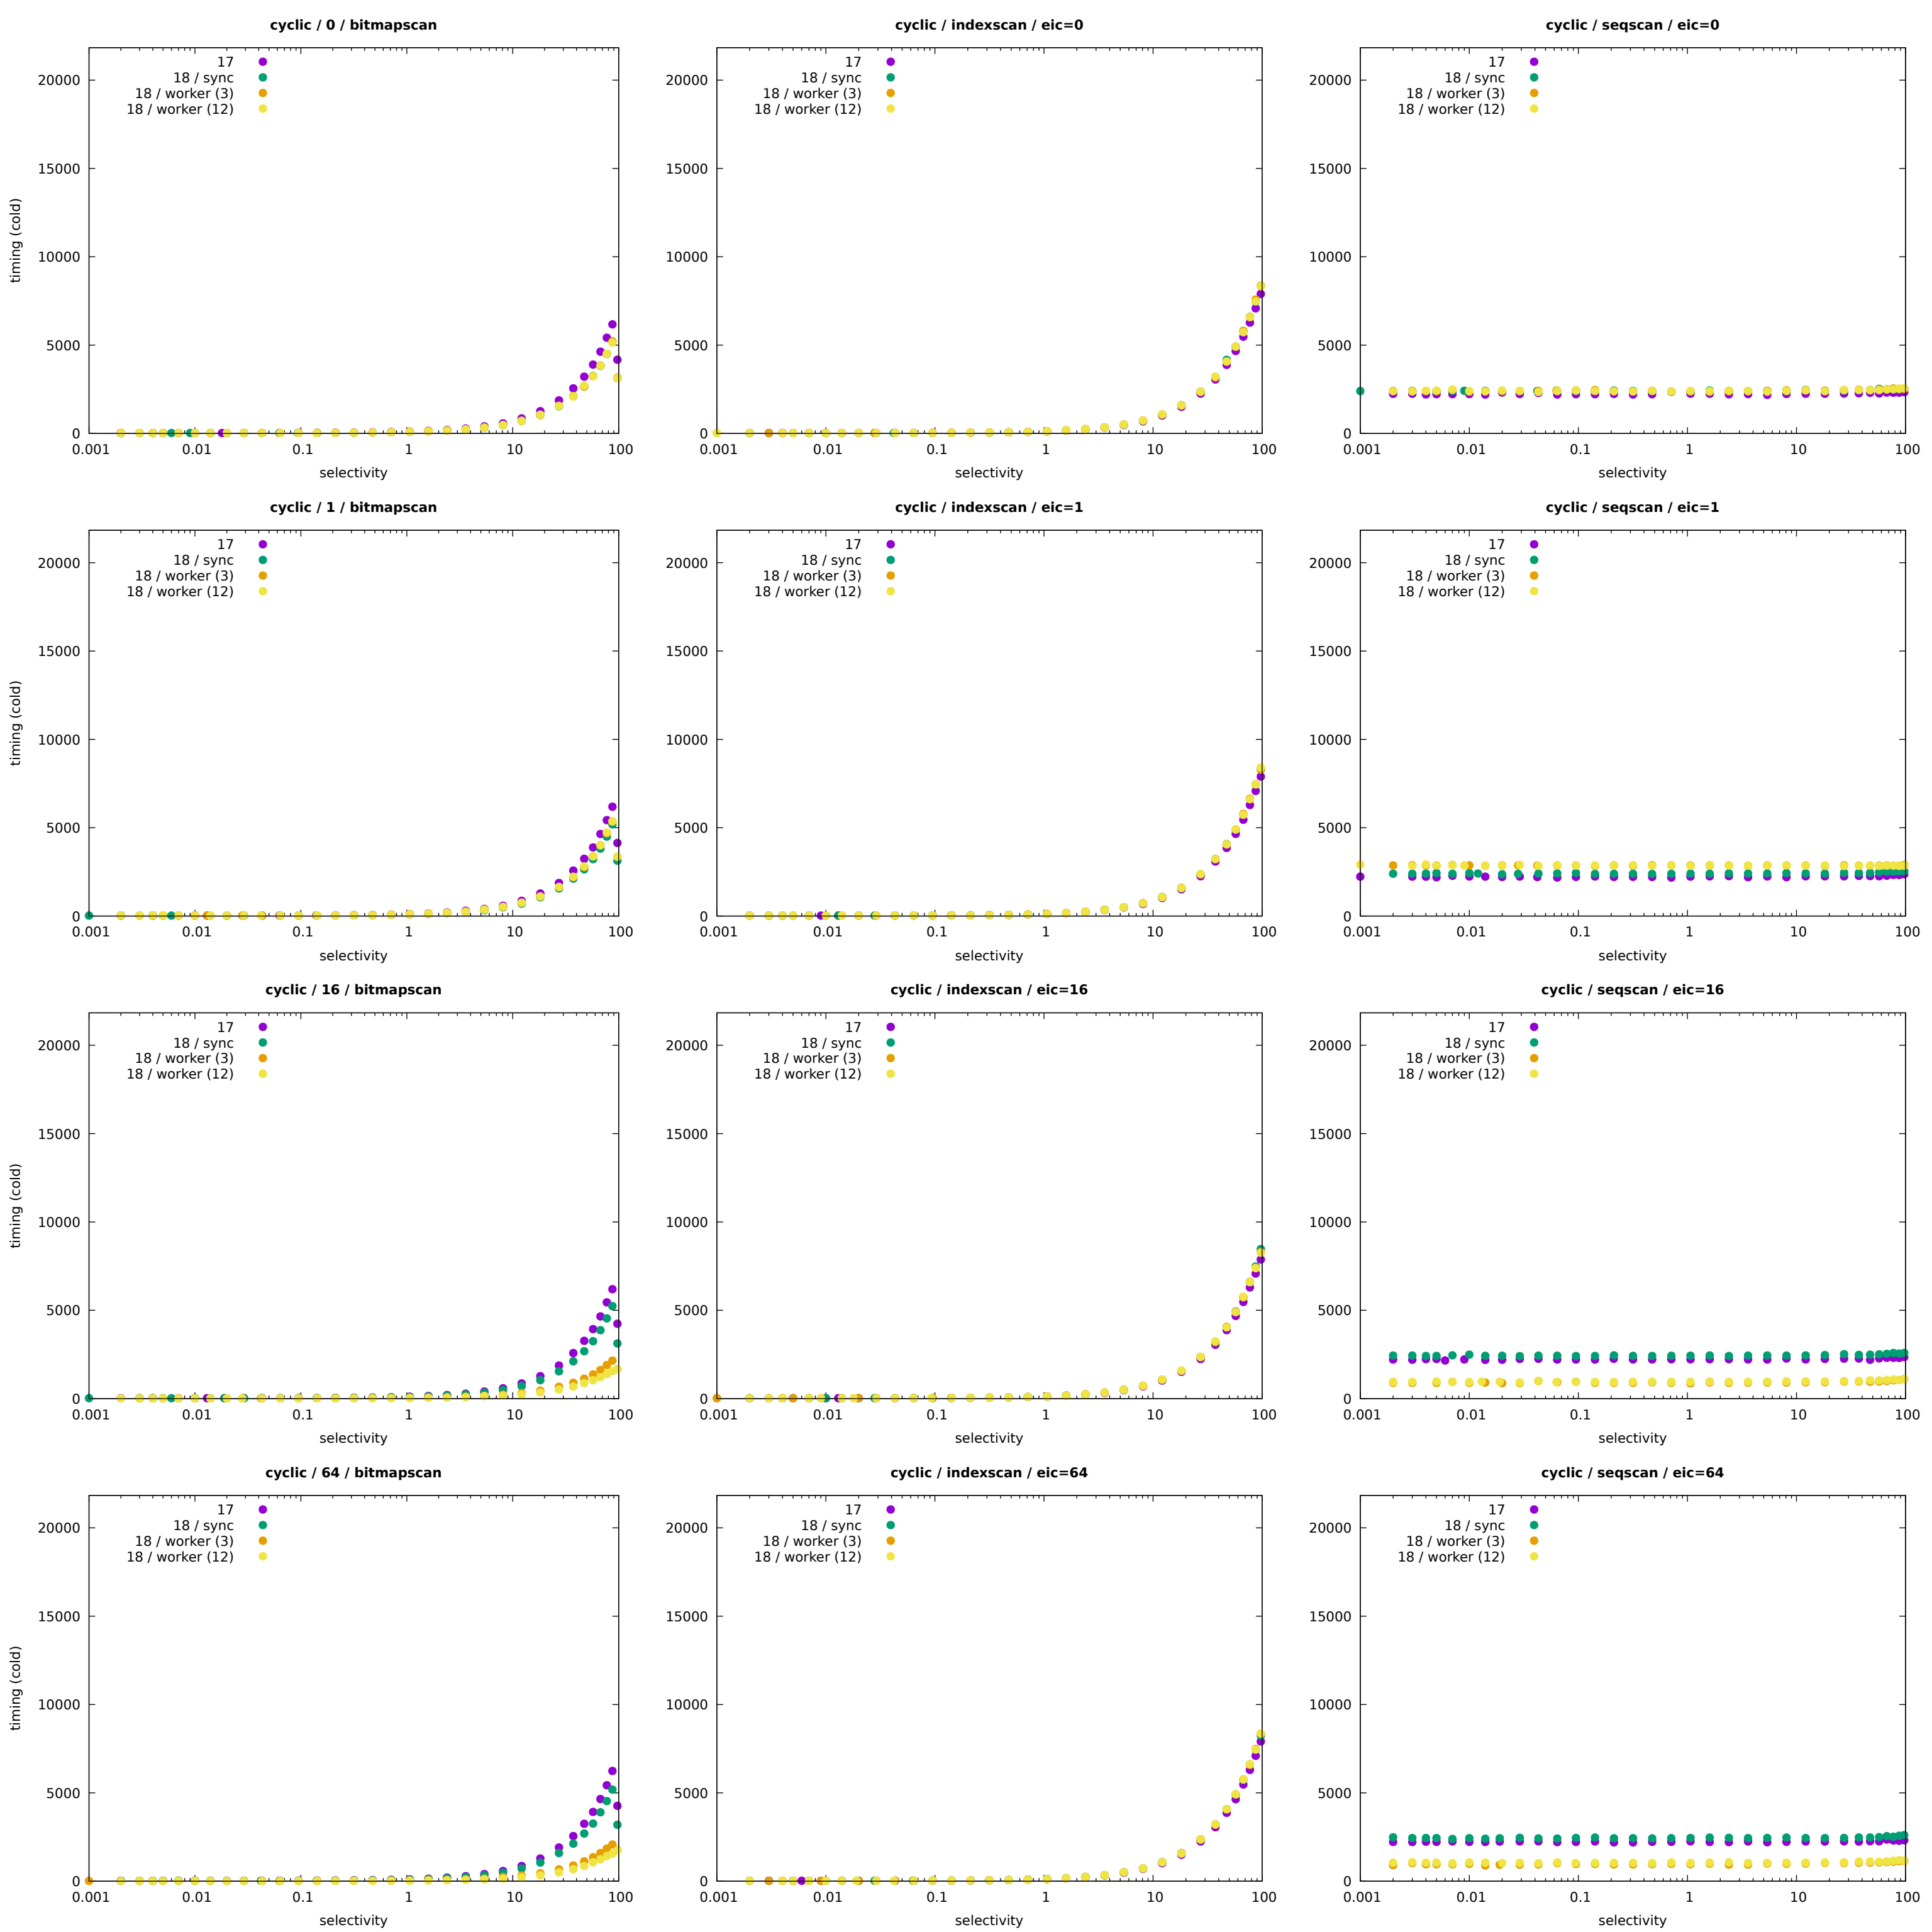 cyclic / 0 / bitmapscan
17
18 / sync
18 / worker (3)
18 / worker (12)
timing (cold)
20000
15000
10000
5000
0
0.001 0.01 0.1 1 10 100
selectivity
cyclic / indexscan / eic=0
17
18 / sync
18 / worker (3)
18 / worker (12)
20000
15000
10000
5000
0
0.001 0.01 0.1 1 10 100
selectivity
cyclic / seqscan / eic=0
17
18 / sync
18 / worker (3)
18 / worker (12)
20000
15000
10000
5000
0
0.001 0.01 0.1 1 10 100
selectivity
cyclic / 1 / bitmapscan
17
18 / sync
18 / worker (3)
18 / worker (12)
timing (cold)
20000
15000
10000
5000
0
0.001 0.01 0.1 1 10 100
selectivity
cyclic / indexscan / eic=1
17
18 / sync
18 / worker (3)
18 / worker (12)
20000
15000
10000
5000
0
0.001 0.01 0.1 1 10 100
selectivity
cyclic / seqscan / eic=1
17
18 / sync
18 / worker (3)
18 / worker (12)
20000
15000
10000
5000
0
0.001 0.01 0.1 1 10 100
selectivity
cyclic / 16 / bitmapscan
17
18 / sync
18 / worker (3)
18 / worker (12)
timing (cold)
20000
15000
10000
5000
0
0.001 0.01 0.1 1 10 100
selectivity
cyclic / indexscan / eic=16
17
18 / sync
18 / worker (3)
18 / worker (12)
20000
15000
10000
5000
0
0.001 0.01 0.1 1 10 100
selectivity
cyclic / seqscan / eic=16
17
18 / sync
18 / worker (3)
18 / worker (12)
20000
15000
10000
5000
0
0.001 0.01 0.1 1 10 100
selectivity
cyclic / 64 / bitmapscan
17
18 / sync
18 / worker (3)
18 / worker (12)
timing (cold)
20000
15000
10000
5000
0
0.001 0.01 0.1 1 10 100
selectivity
cyclic / indexscan / eic=64
17
18 / sync
18 / worker (3)
18 / worker (12)
20000
15000
10000
5000
0
0.001 0.01 0.1 1 10 100
selectivity
cyclic / seqscan / eic=64
17
18 / sync
18 / worker (3)
18 / worker (12)
20000
15000
10000
5000
0
0.001 0.01 0.1 1 10 100
selectivity